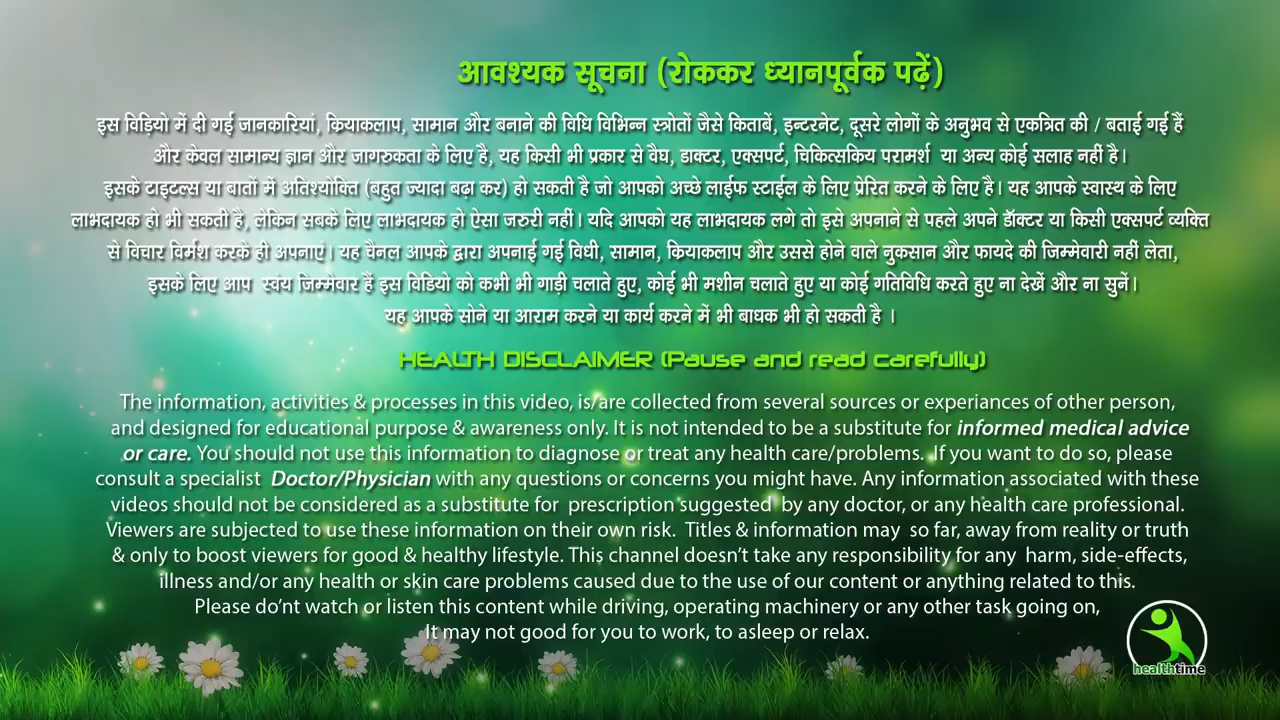 आवश्यक सूचना (रोककर ध्यानपूर्वक पढ़ें)
इस विड़ियो में दी गई जानकारियां, क्रियाकलाप, सामान और बनाने की विधि विभिन्न स्त्रोतों जैसे किताबें, इन्टरनेट, दूसरे लोगों के अनुभव से एकत्रित की / बताई गई हैं
और केवल सामान्य ज्ञान और जागरुकता के लिए है, यह किसी भी प्रकार से वैघ, डाक्टर, एक्सपर्ट, चिकित्सकिय परामर्श या अन्य कोई सलाह नहीं है।
इसके टाइटल्स या बातों में अतिश्योक्ति (बहुत ज्यादा बढ़ा कर) हो सकती है जो आपको अच्छे लाईफ स्टाईल के लिए प्रेरित करने के लिए है। यह आपके स्वास्थ के लिए
लाभदायक हो भी सकती है, लेकिन सबके लिए लाभदायक हो ऐसा जरुरी नहीं। यदि आपको यह लाभदायक लगे तो इसे अपनाने से पहले अपने डॉक्टर या किसी एक्सपर्ट व्यक्ति
से विचार विर्मश करके ही अपनाएं। यह चैनल आपके द्वारा अपनाई गई विधी, सामान, क्रियाकलाप और उससे होने वाले नुकसान और फायदे की जिम्मेवारी नहीं लेता,
इसके लिए आप स्वंय जिम्मेवार हैं इस विडियो को कभी भी गाड़ी चलाते हुए, कोई भी मशीन चलाते हुए या कोई गतिविधि करते हुए ना देखें और ना सुनें।
यह आपके सोने या आराम करने या कार्य करने में भी बाधक भी हो सकती है ।
HEALTH DISCLAIMER (Pause and read carefully)
The information, activities & processes in this video, is/are collected from several sources or experiances of other person,
and designed for educational purpose & awareness only. It is not intended to be a substitute for informed medical advice
or care. You should not use this information to diagnose or treat any health care/problems. If you want to do so, please
consult a specialist Doctor/Physician with any questions or concerns you might have. Any information associated with these
videos should not be considered as a substitute for prescription suggested by any doctor, or any health care professional.
Viewers are subjected to use these information on their own risk. Titles & information may so far, away from reality or truth
& only to boost viewers for good & healthy lifestyle. This channel doesn't take any responsibility for any harm, side-effects,
illness and/or any health or skin care problems caused due to the use of our content or anything related to this.
Please do'nt watch or listen this content while driving, operating machinery or any other task going on,
It may not good for you to work, to asleep or relax.
healthtime